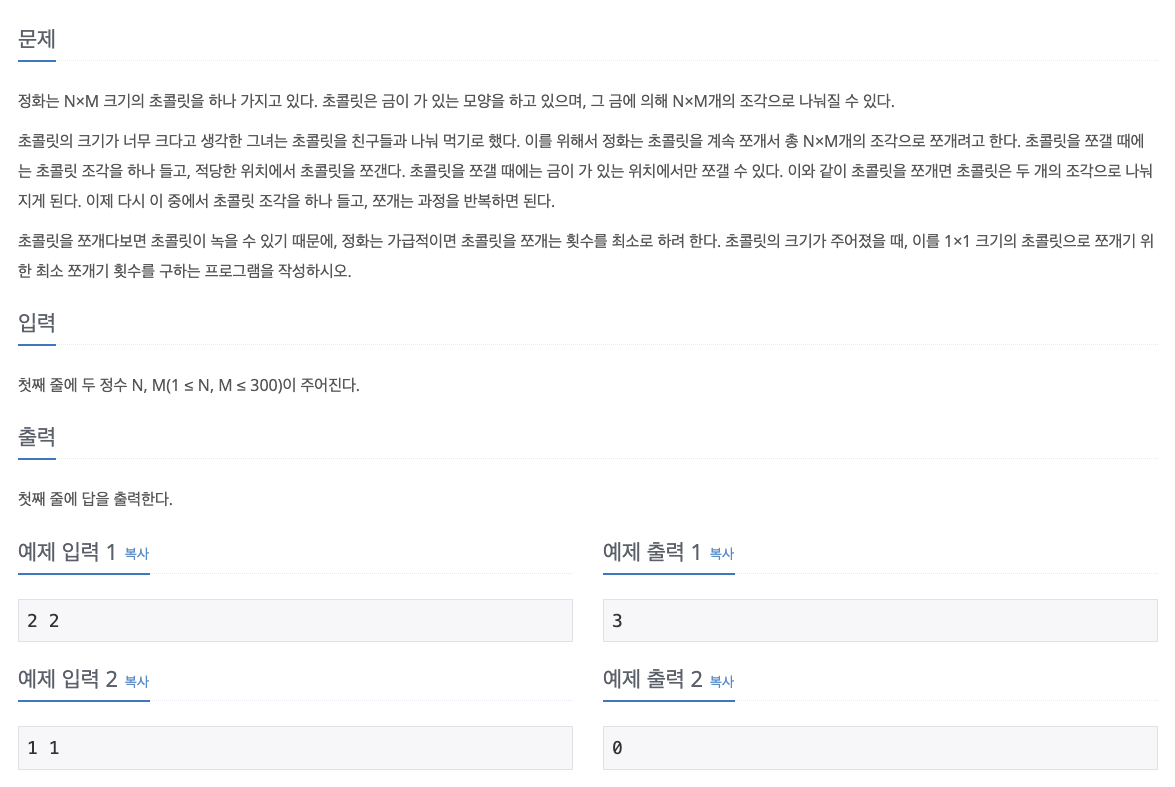 문제
정화는 N×M 크기의 초콜릿을 하나 가지고 있다. 초콜릿은 금이 가 있는 모양을 하고 있으며, 그 금에 의해 N×M개의 조각으로 나눠질 수 있다.
초콜릿의 크기가 너무 크다고 생각한 그녀는 초콜릿을 친구들과 나눠 먹기로 했다. 이를 위해서 정화는 초콜릿을 계속 쪼개서 총 N×M개의 조각으로 쪼개려고 한다. 초콜릿을 쪼갤 때에
는 초콜릿 조각을 하나 들고, 적당한 위치에서 초콜릿을 쪼갠다. 초콜릿을 쪼갤 때에는 금이 가 있는 위치에서만 쪼갤 수 있다. 이와 같이 초콜릿을 쪼개면 초콜릿은 두 개의 조각으로 나눠
지게 된다. 이제 다시 이 중에서 초콜릿 조각을 하나 들고, 쪼개는 과정을 반복하면 된다.
초콜릿을 쪼개다보면 초콜릿이 녹을 수 있기 때문에, 정화는 가급적이면 초콜릿을 쪼개는 횟수를 최소로 하려 한다. 초콜릿의 크기가 주어졌을 때, 이를 1×1 크기의 초콜릿으로 쪼개기 위
한 최소 쪼개기 횟수를 구하는 프로그램을 작성하시오.
입력
첫째 줄에 두 정수 N, M(1 ≤ N, M ≤ 300)이 주어진다.
출력
첫째 줄에 답을 출력한다.
예제 입력 1 복사
2 2
예제 출력 1 복사
3
예제 입력 2 복사
1 1
예제 출력 2 복사
0